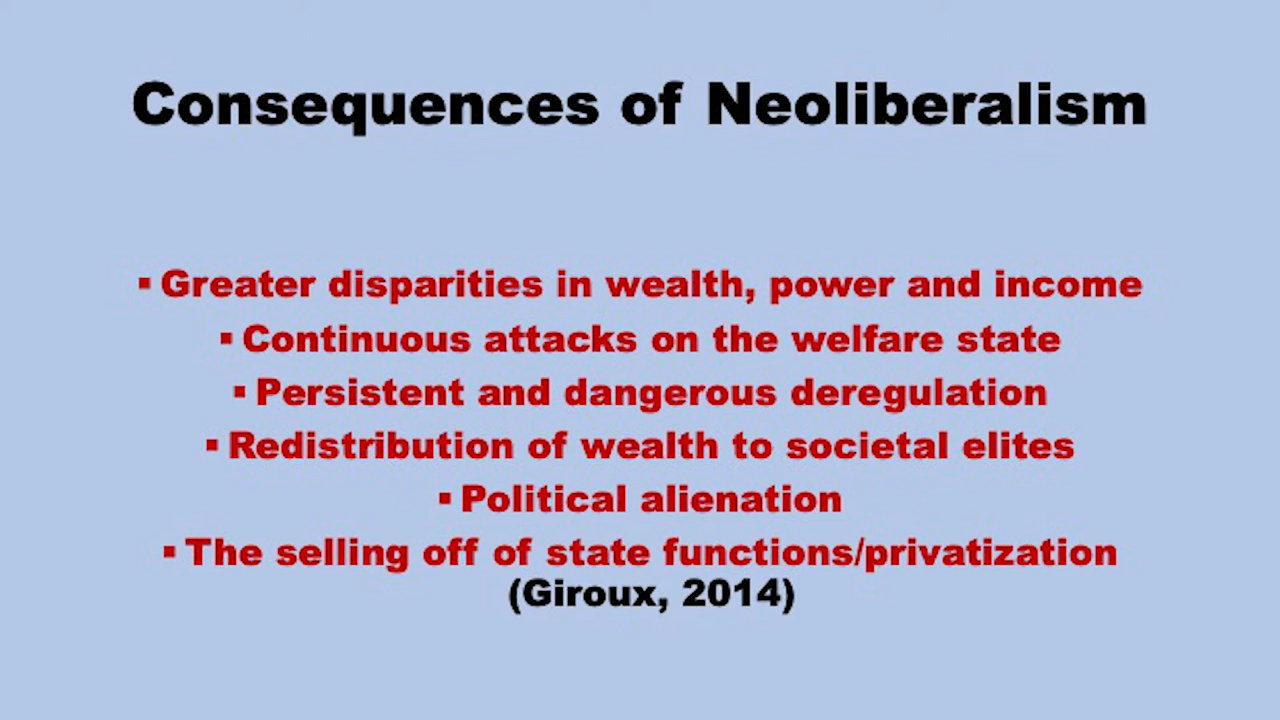 Consequences of Neoliberalism
▪ Greater disparities in wealth, power and income
▪ Continuous attacks on the welfare state
▪ Persistent and dangerous deregulation
▪ Redistribution of wealth to societal elites
▪ Political alienation
▪ The selling off of state functions/privatization
(Giroux, 2014)